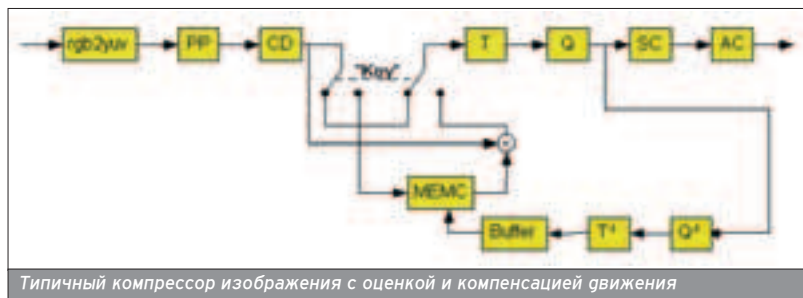 rgb2yuv
PP
CD
"Key"
T
Q
SC
AC
MEMC
Buffer
T⁻¹
Q⁻¹
Типичный компрессор изображения с оценкой и компенсацией движения